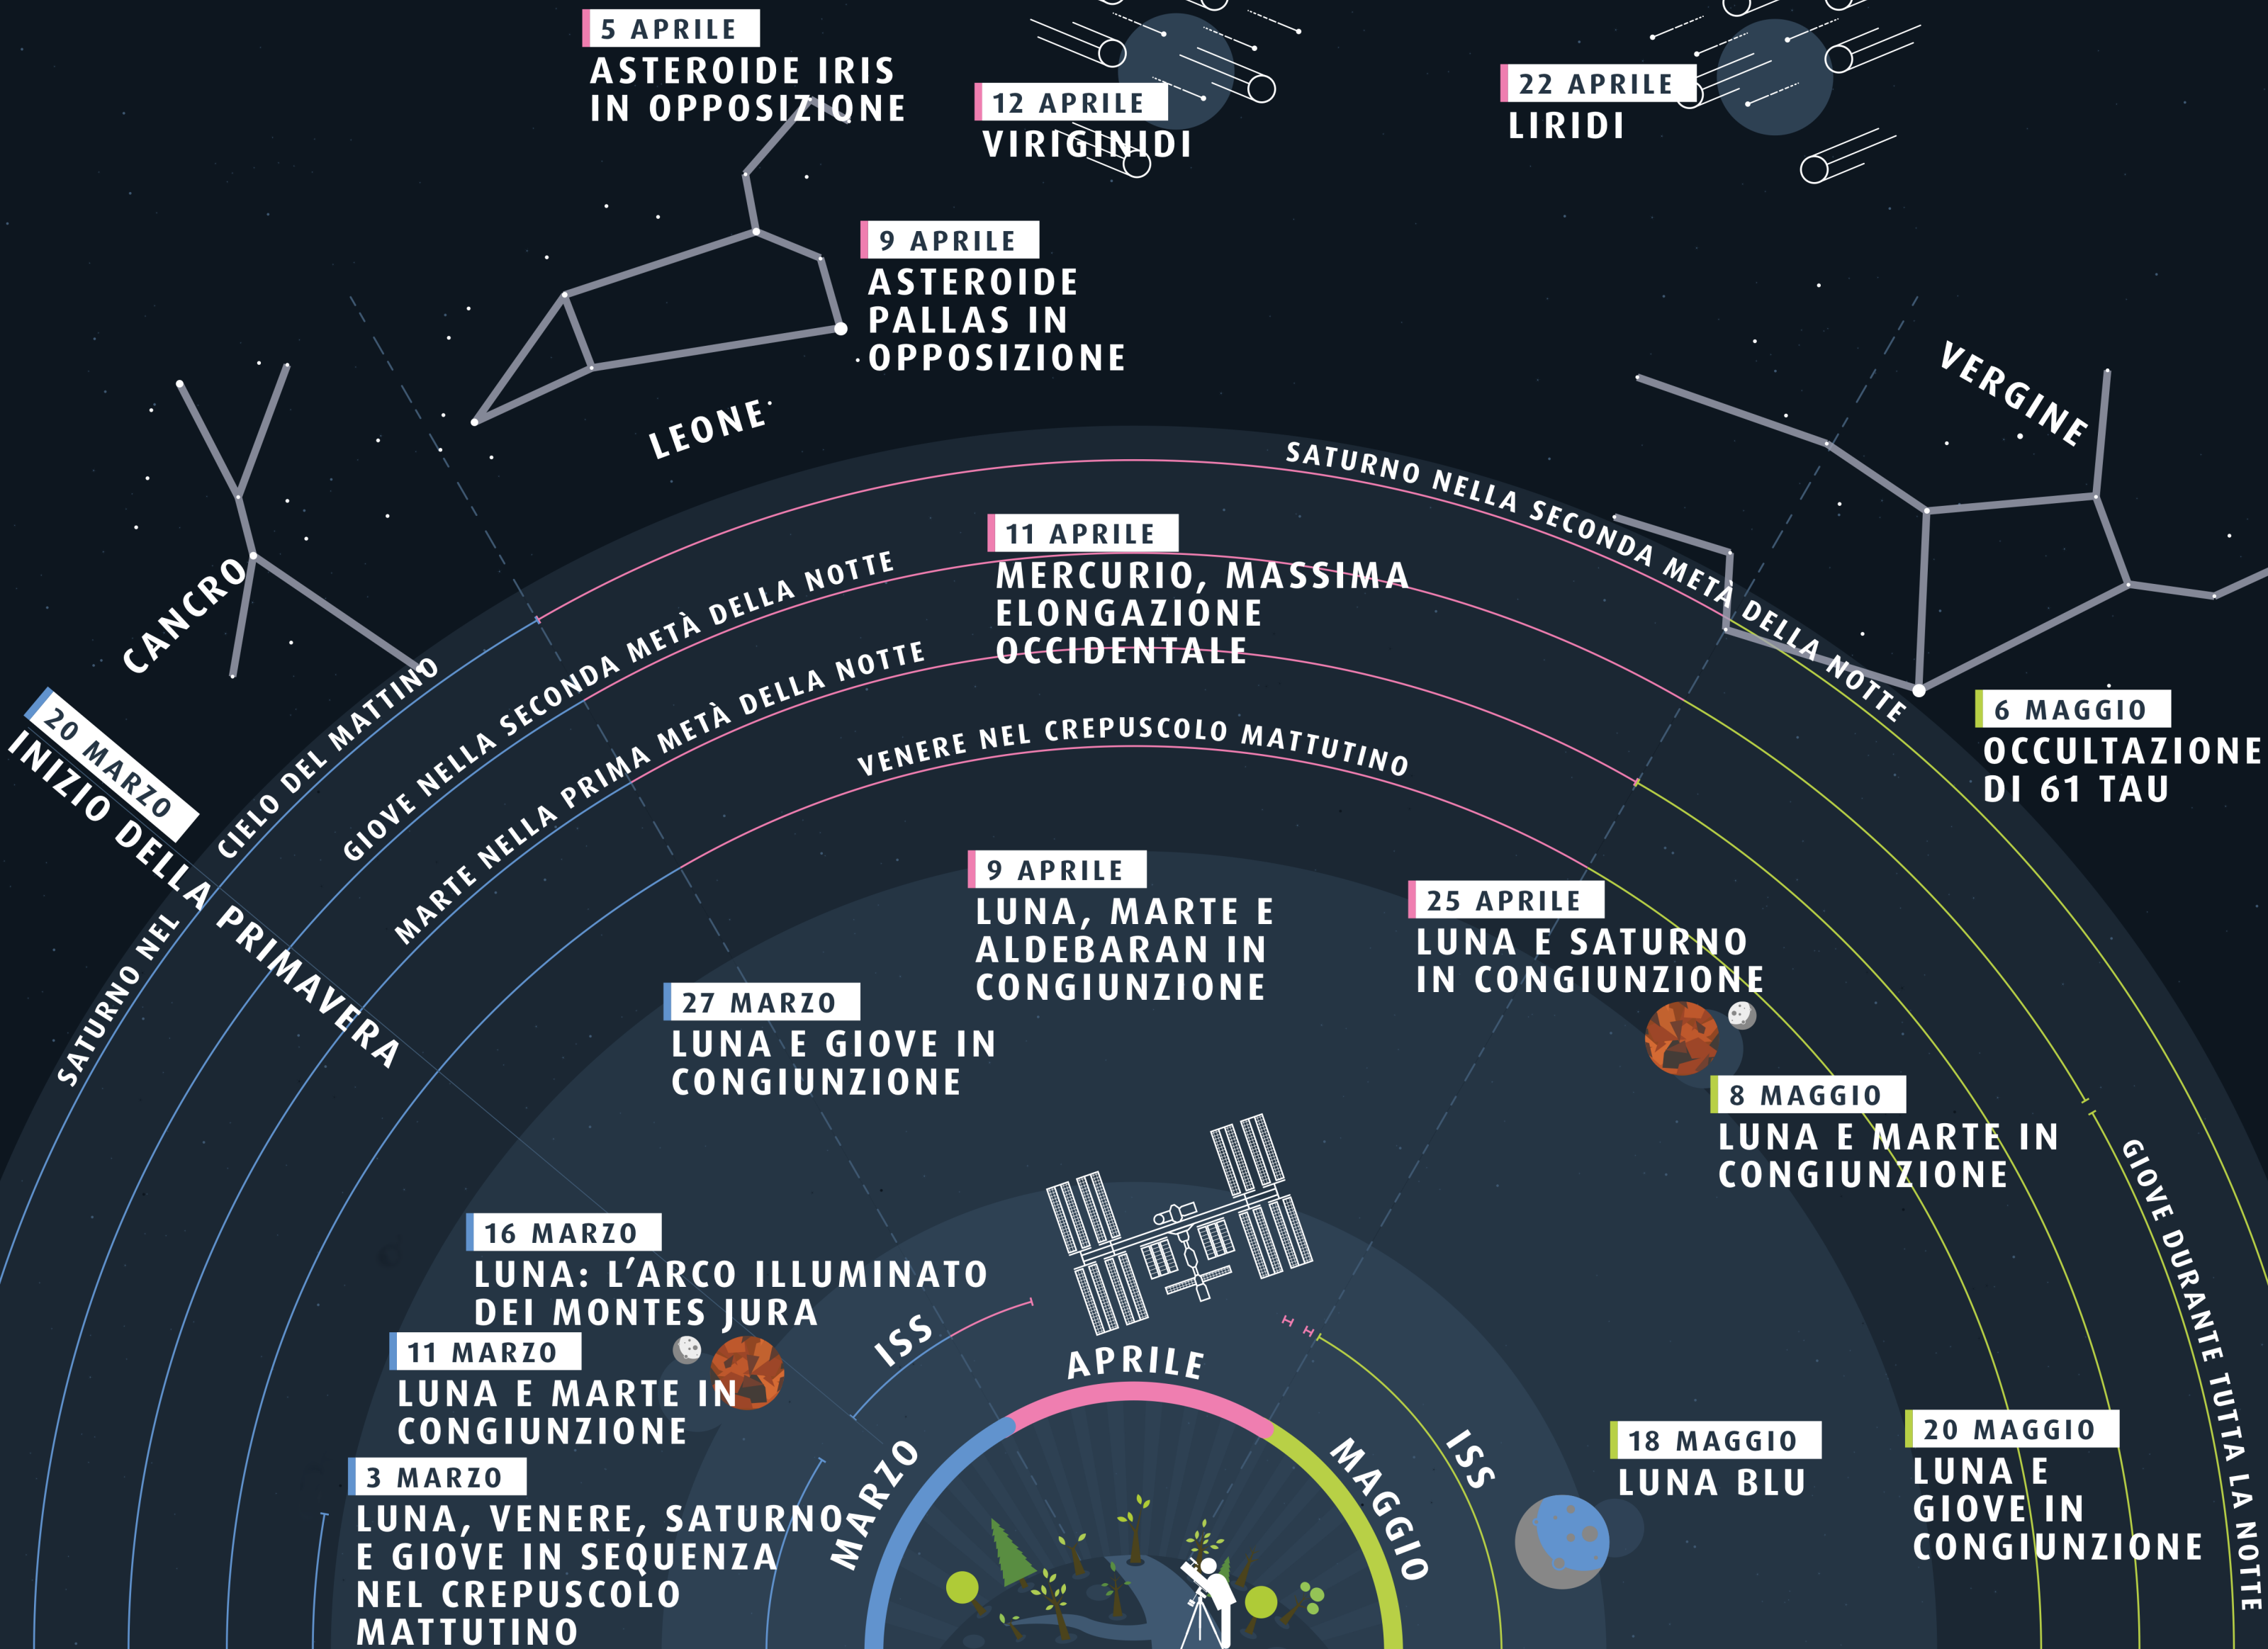 5 APRILE
ASTEROIDE IRIS
IN OPPOSIZIONE
12 APRILE
VIRIGINIDI
22 APRILE
LIRIDI
9 APRILE
ASTEROIDE
PALLAS IN
OPPOSIZIONE
LEONE
CANCRO
VERGINE
SATURNO NELLA SECONDA METÀ DELLA NOTTE
11 APRILE
MERCURIO, MASSIMA
ELONGAZIONE
OCCIDENTALE
6 MAGGIO
OCCULTAZIONE
DI 61 TAU
20 MARZO
INIZIO DELLA PRIMAVERA
SATURNO NEL CIELO DEL MATTINO
GIOVE NELLA SECONDA METÀ DELLA NOTTE
MARTE NELLA PRIMA METÀ DELLA NOTTE
VENERE NEL CREPUSCOLO MATTUTINO
9 APRILE
LUNA, MARTE E
ALDEBARAN IN
CONGIUNZIONE
25 APRILE
LUNA E SATURNO
IN CONGIUNZIONE
27 MARZO
LUNA E GIOVE IN
CONGIUNZIONE
8 MAGGIO
LUNA E MARTE IN
CONGIUNZIONE
GIOVE DURANTE TUTTA LA NOTTE
16 MARZO
LUNA: L'ARCO ILLUMINATO
DEI MONTES JURA
11 MARZO
LUNA E MARTE IN
CONGIUNZIONE
3 MARZO
LUNA, VENERE, SATURNO
E GIOVE IN SEQUENZA
NEL CREPUSCOLO
MATTUTINO
ISS
MARZO
APRILE
MAGGIO
ISS
18 MAGGIO
LUNA BLU
20 MAGGIO
LUNA E
GIOVE IN
CONGIUNZIONE